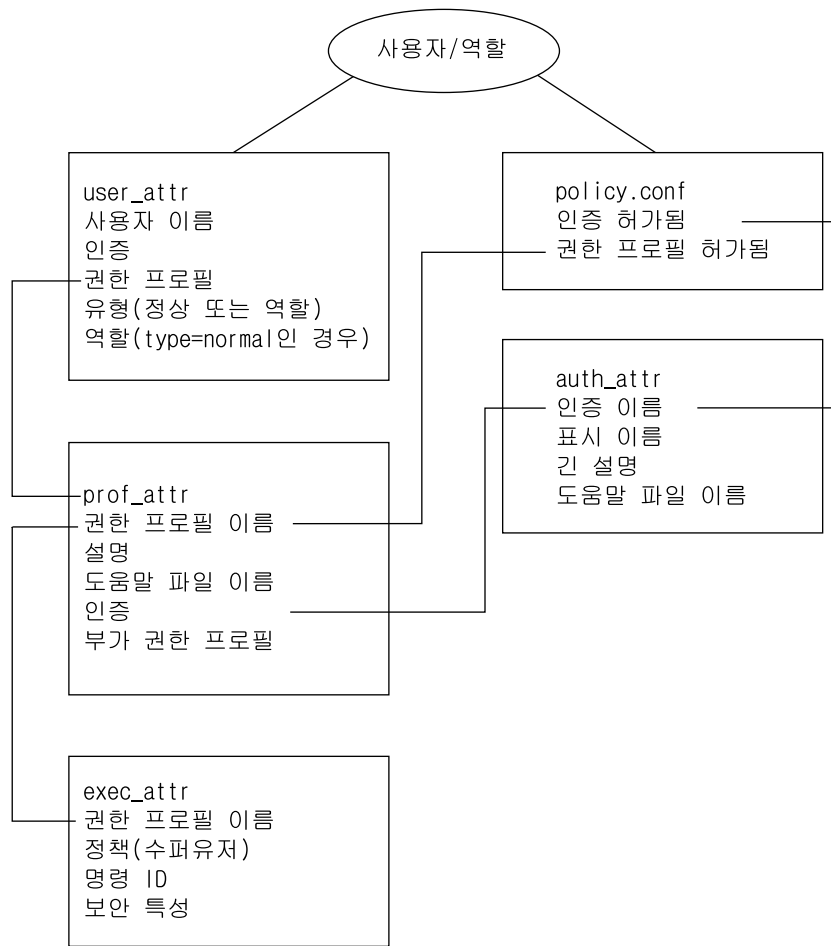 사용자/역할
user_attr
사용자 이름
인증
권한 프로필
유형(정상 또는 역할)
역할(type=normal인 경우)
policy.conf
인증 허가됨
권한 프로필 허가됨
auth_attr
인증 이름
표시 이름
긴 설명
도움말 파일 이름
prof_attr
권한 프로필 이름
설명
도움말 파일 이름
인증
부가 권한 프로필
exec_attr
권한 프로필 이름
정책(수퍼유저)
명령 ID
보안 특성